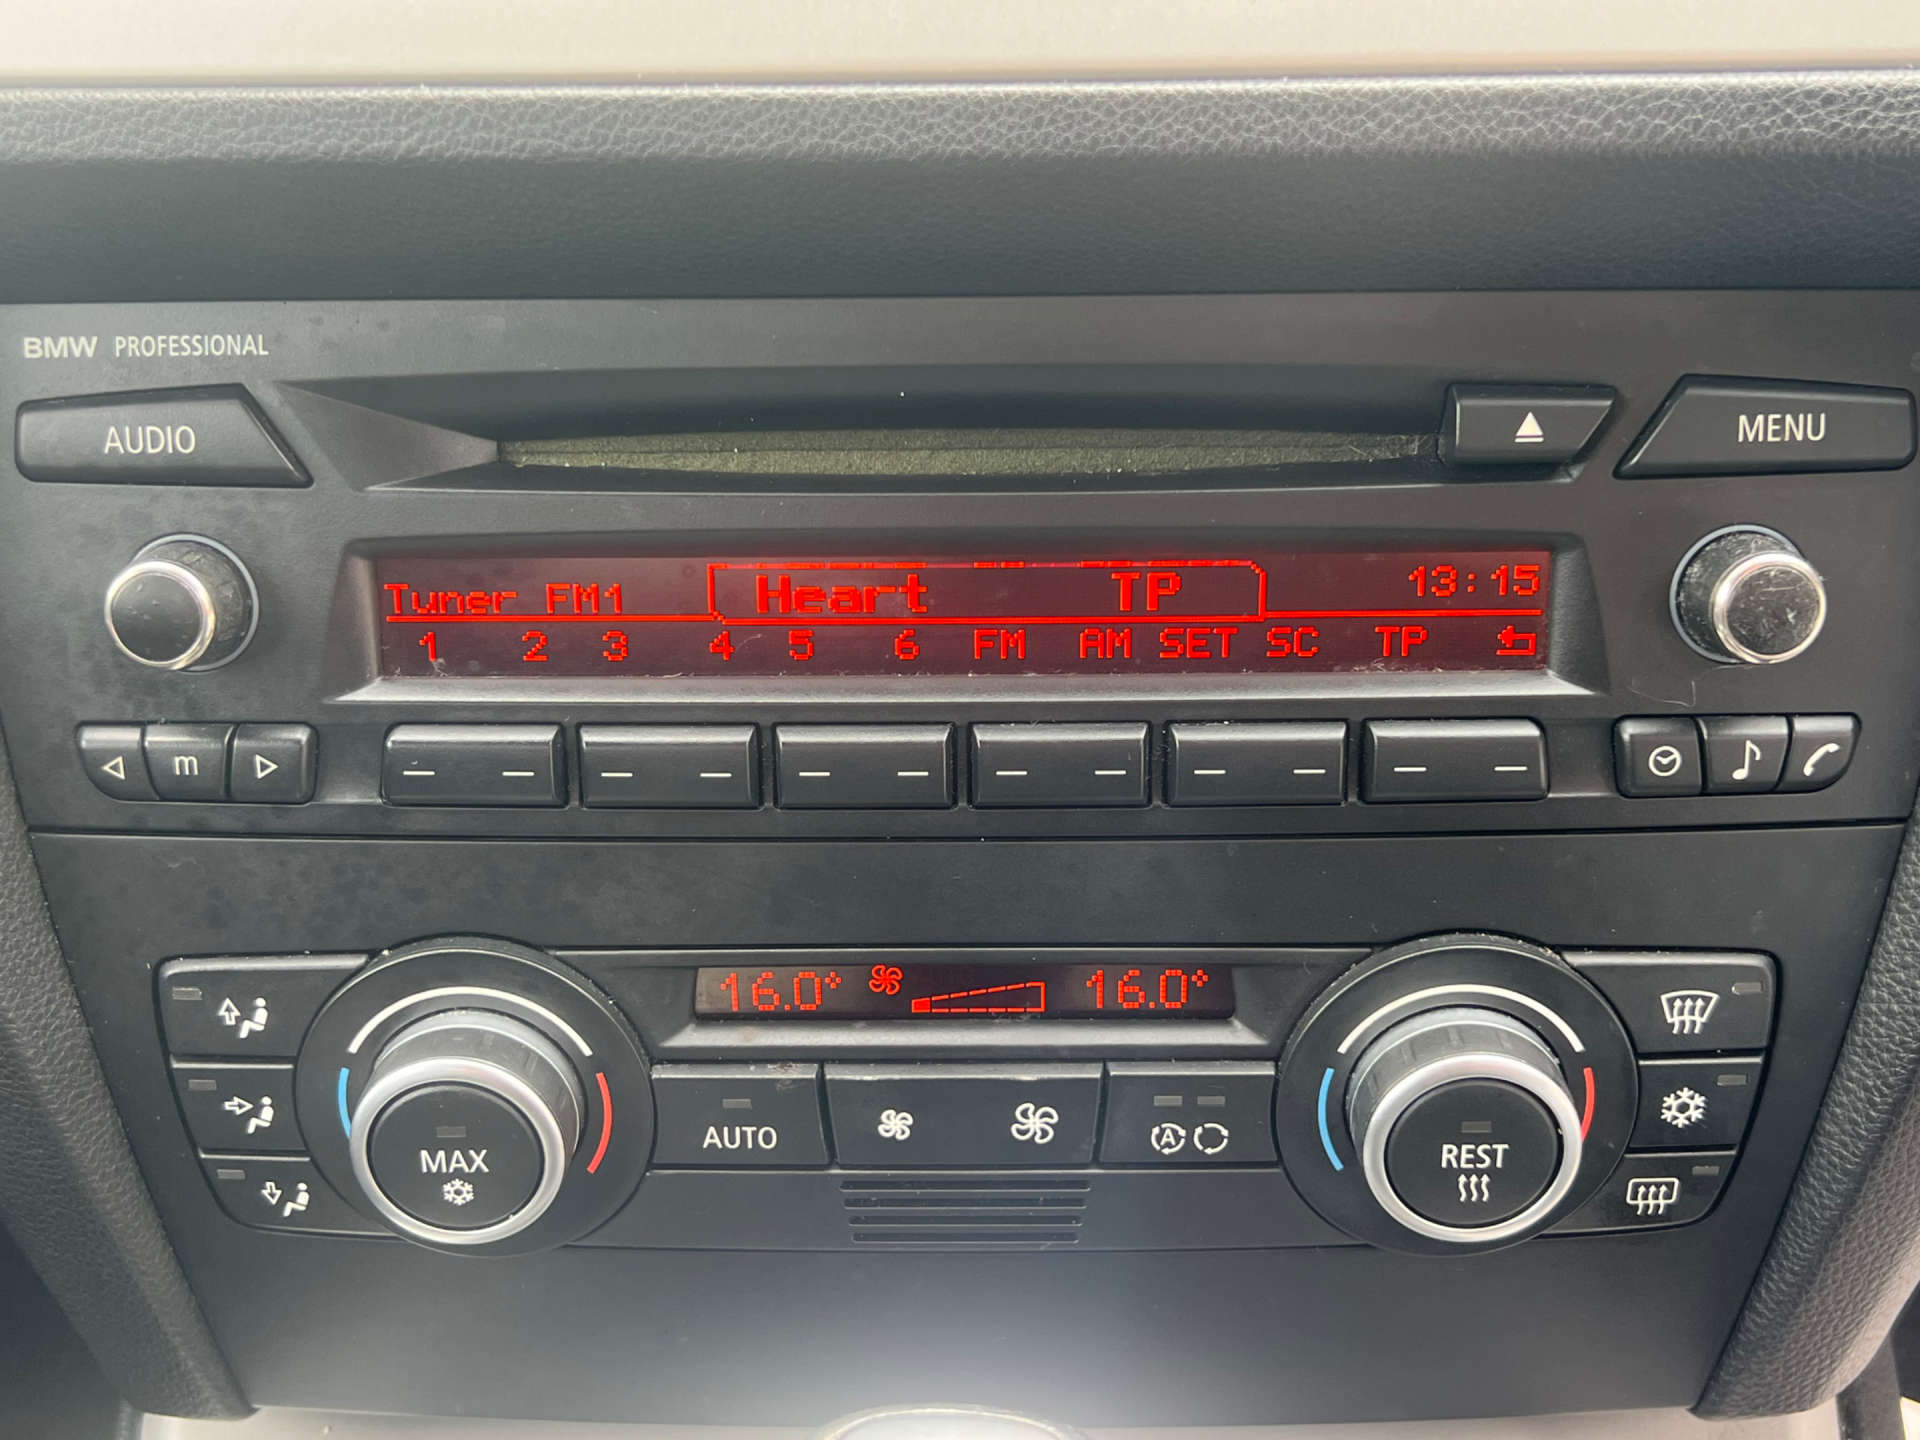 BMW PROFESSIONAL
AUDIO
MENU
Tuner FM1 Heart TP 13:15
1 2 3 4 5 6 FM AM SET SC TP
m
16.0° 16.0°
AUTO
A
MAX
REST